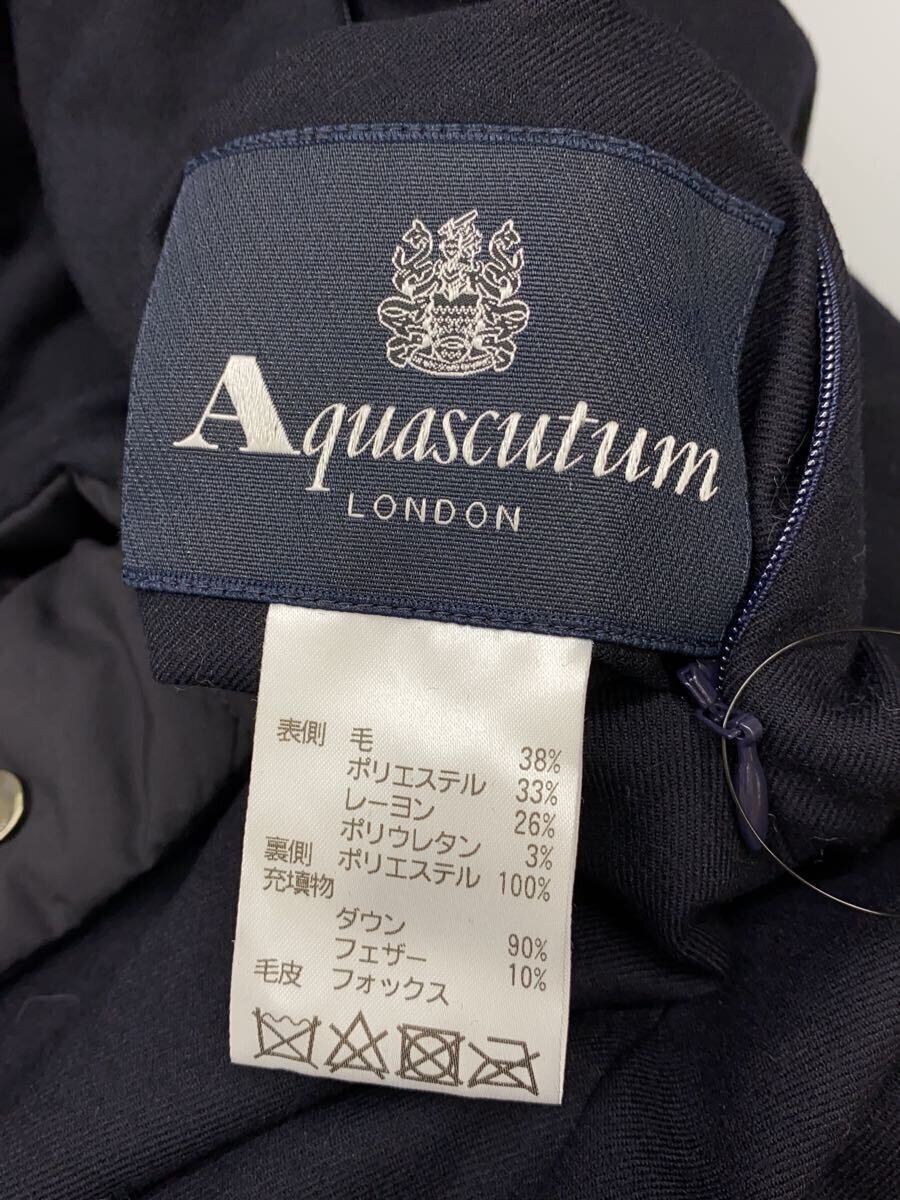 Aquascutum
LONDON
表側 毛 38%
ポリエステル 33%
レーヨン 26%
ポリウレタン 3%
裏側 ポリエステル 100%
充填物
ダウン 90%
フェザー 10%
毛皮 フォックス